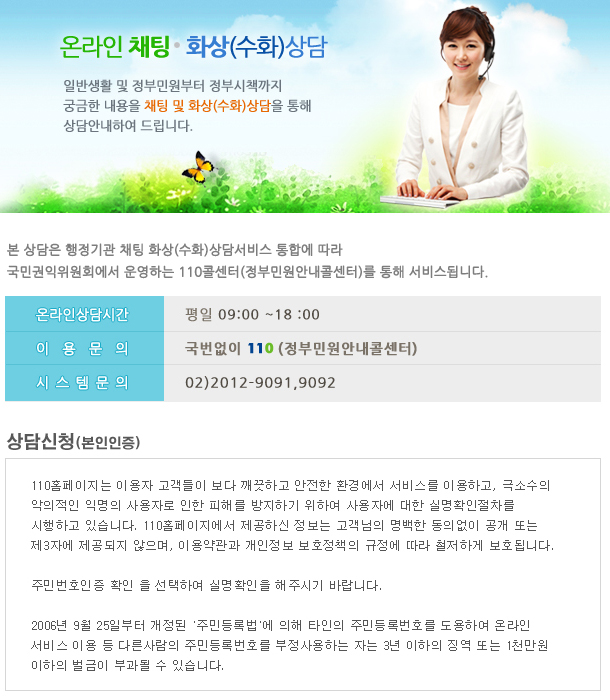 온라인 채팅·화상(수화)상담
일반생활 및 정부민원부터 정부시책까지
궁금한 내용을 채팅 및 화상(수화)상담을 통해
상담안내하여 드립니다.
본 상담은 행정기관 채팅 화상(수화)상담서비스 통합에 따라
국민권익위원회에서 운영하는 110콜센터(정부민원안내콜센터)를 통해 서비스됩니다.
온라인상담시간 평일 09:00 ~18 :00
이 용 문 의 국번없이 110 (정부민원안내콜센터)
시 스 템 문 의 02)2012-9091,9092
상담신청(본인인증)
110홈페이지는 이용자 고객들이 보다 깨끗하고 안전한 환경에서 서비스를 이용하고, 극소수의
악의적인 익명의 사용자로 인한 피해를 방지하기 위하여 사용자에 대한 실명확인절차를
시행하고 있습니다. 110홈페이지에서 제공하신 정보는 고객님의 명백한 동의없이 공개 또는
제3자에 제공되지 않으며, 이용약관과 개인정보 보호정책의 규정에 따라 철저하게 보호됩니다.
주민번호인증 확인 을 선택하여 실명확인을 해주시기 바랍니다.
2006년 9월 25일부터 개정된 '주민등록법'에 의해 타인의 주민등록번호를 도용하여 온라인
서비스 이용 등 다른사람의 주민등록번호를 부정사용하는 자는 3년 이하의 징역 또는 1천만원
이하의 벌금이 부과될 수 있습니다.